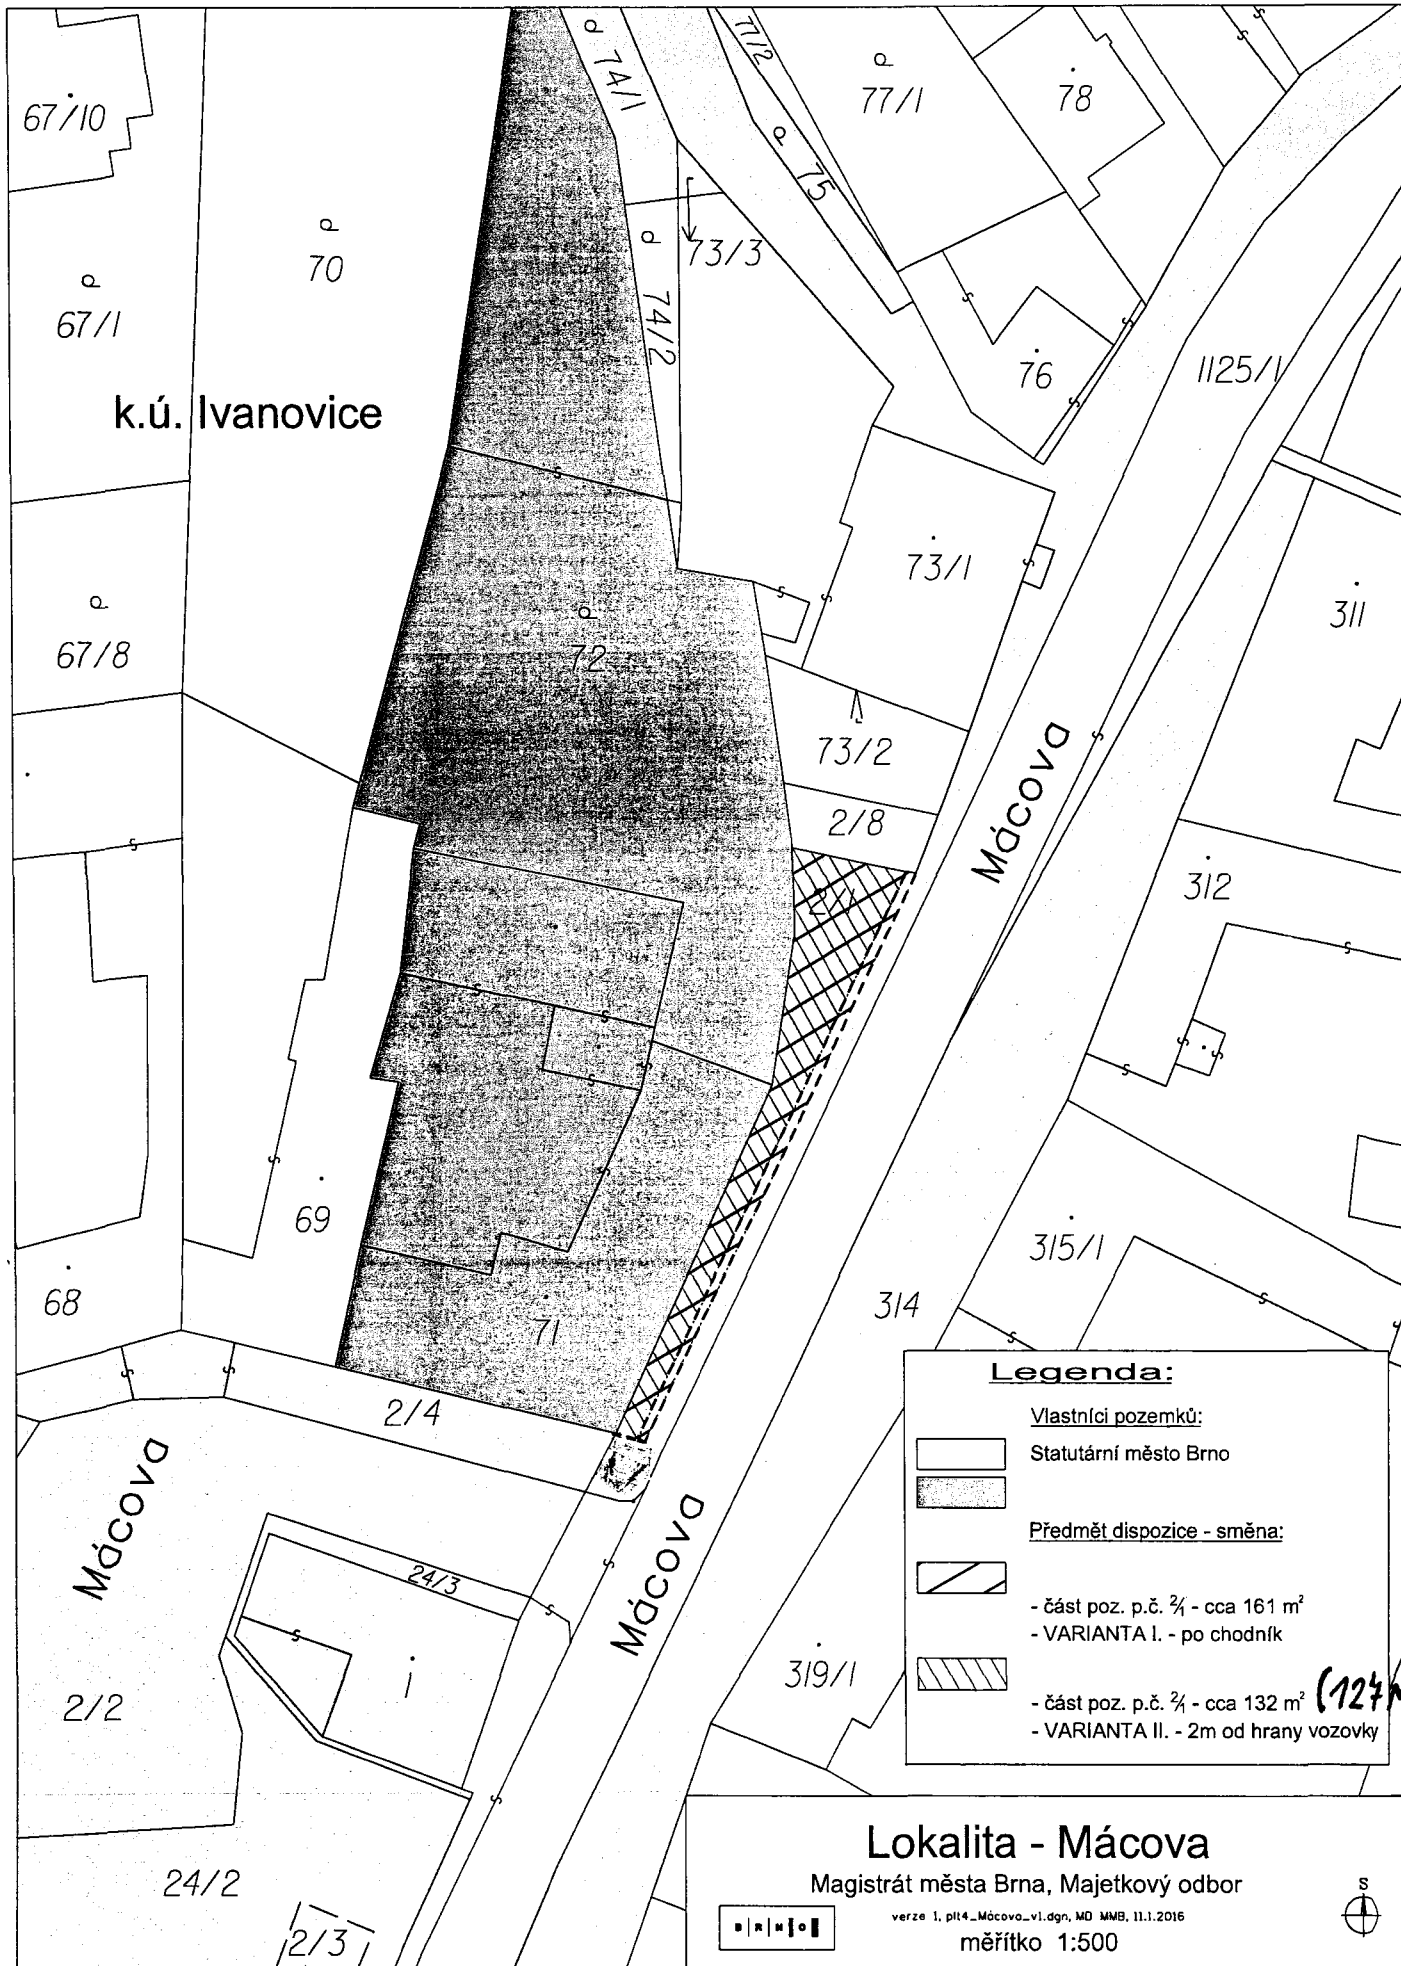 67/10
67/1
k.ú. Ivanovice
67/8
70
74/1
77/2
77/1
78
75
73/3
74/2
76
1125/1
73/1
311
72
73/2
2/8
2/1
Mácova
312
69
68
71
315/1
314
2/4
Mácova
24/3
1
Mácova
2/2
319/1
24/2
2/3
Legenda:
Vlastníci pozemků:
Statutární město Brno
Předmět dispozice - směna:
- část poz. p.č. 2/1 - cca 161 m²
- VARIANTA I. - po chodník
- část poz. p.č. 2/1 - cca 132 m² (127
- VARIANTA II. - 2m od hrany vozovky
Lokalita - Mácova
Magistrát města Brna, Majetkový odbor
verze 1, plt4_Mácova_v1.dgn, MO MMB, 11.1.2016
měřítko 1:500
BRNO
S